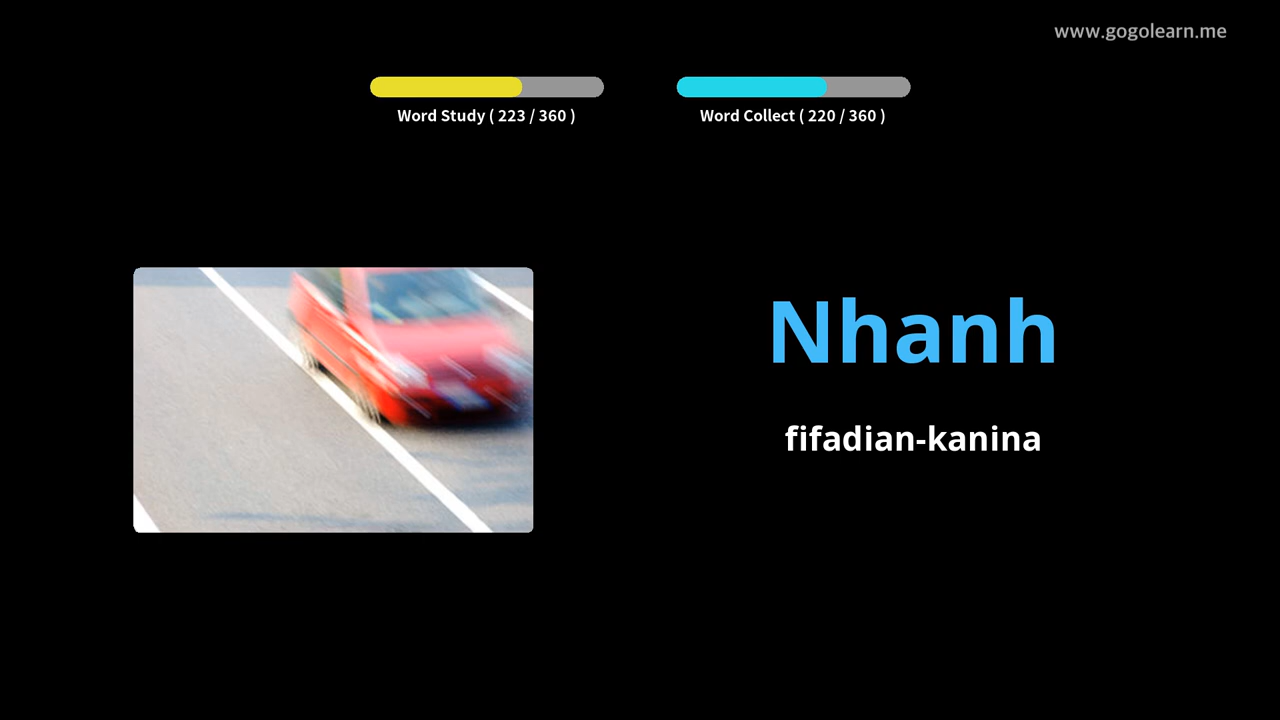 www.gogolearn.me
Word Study ( 223 / 360 )
Word Collect ( 220 / 360 )
Nhanh
fifadian-kanina